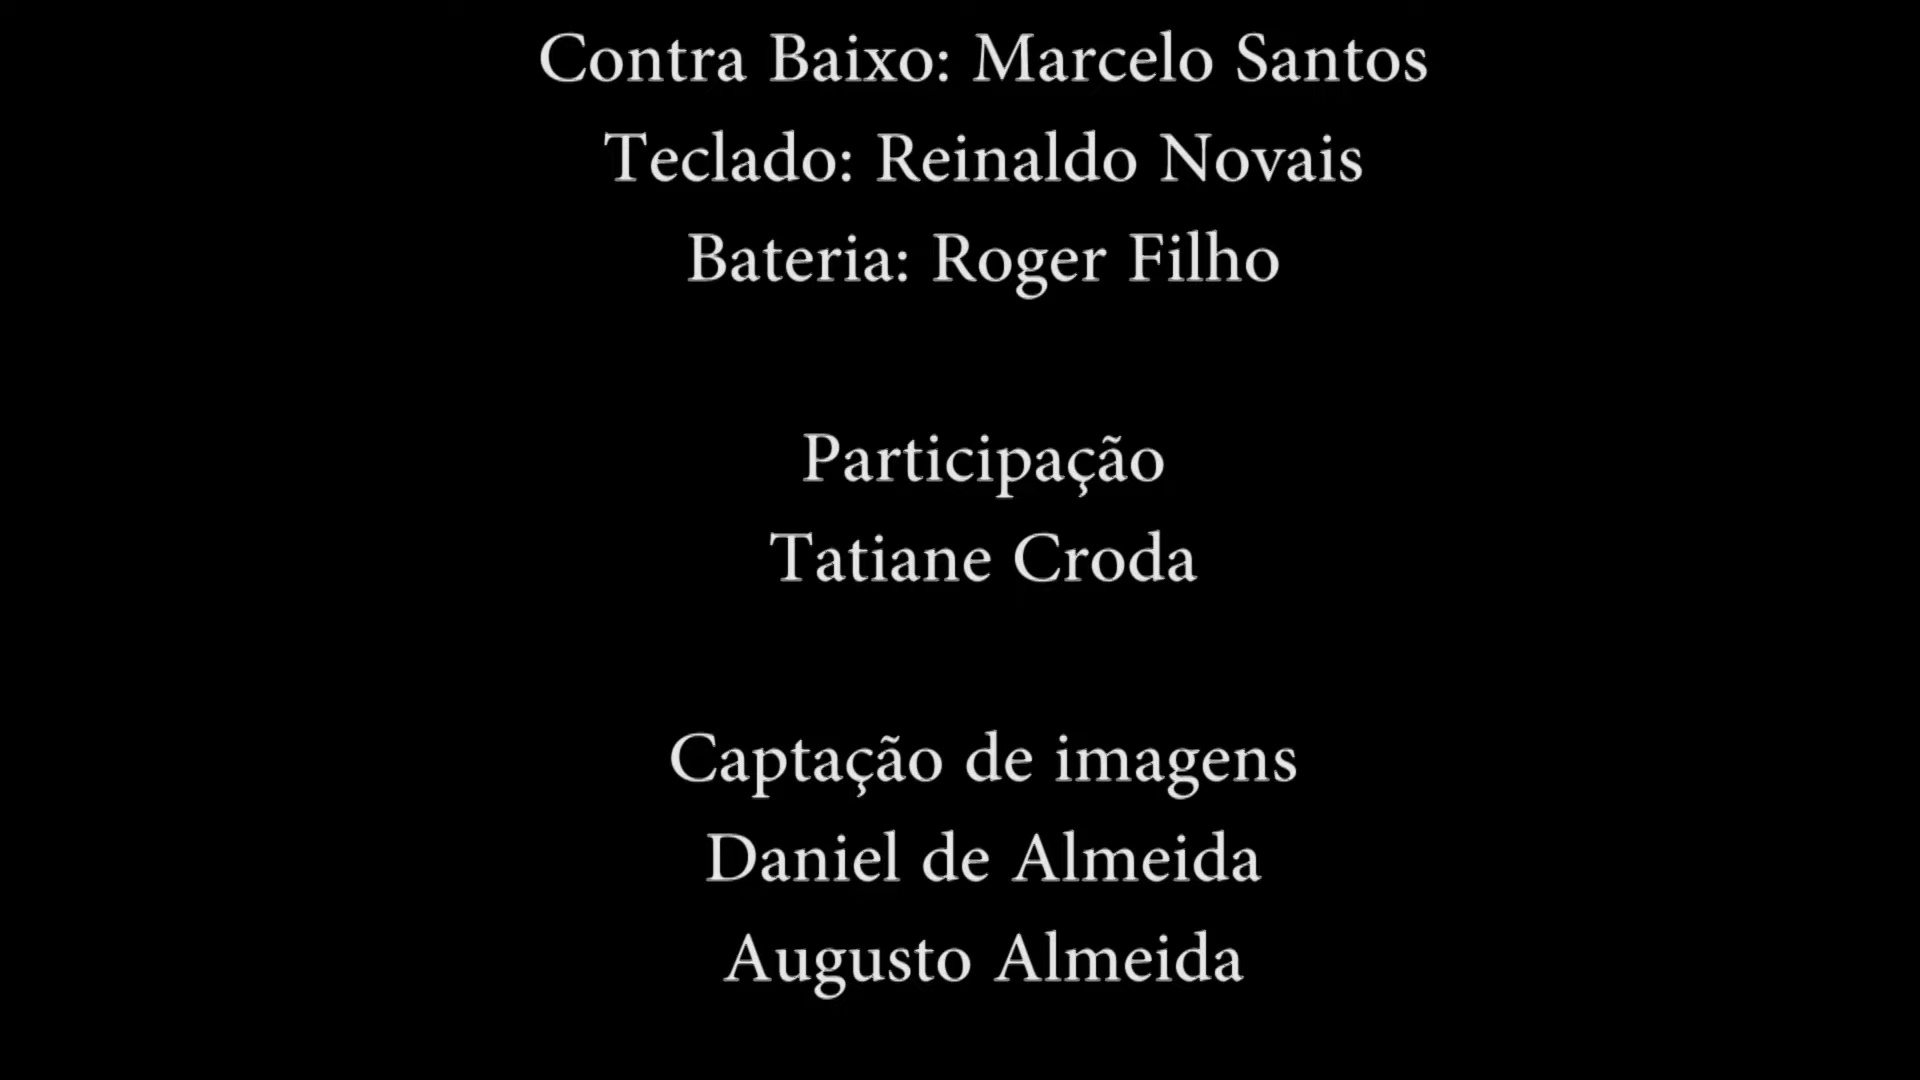 Contra Baixo: Marcelo Santos
Teclado: Reinaldo Novais
Bateria: Roger Filho
Participação
Tatiane Croda
Captação de imagens
Daniel de Almeida
Augusto Almeida